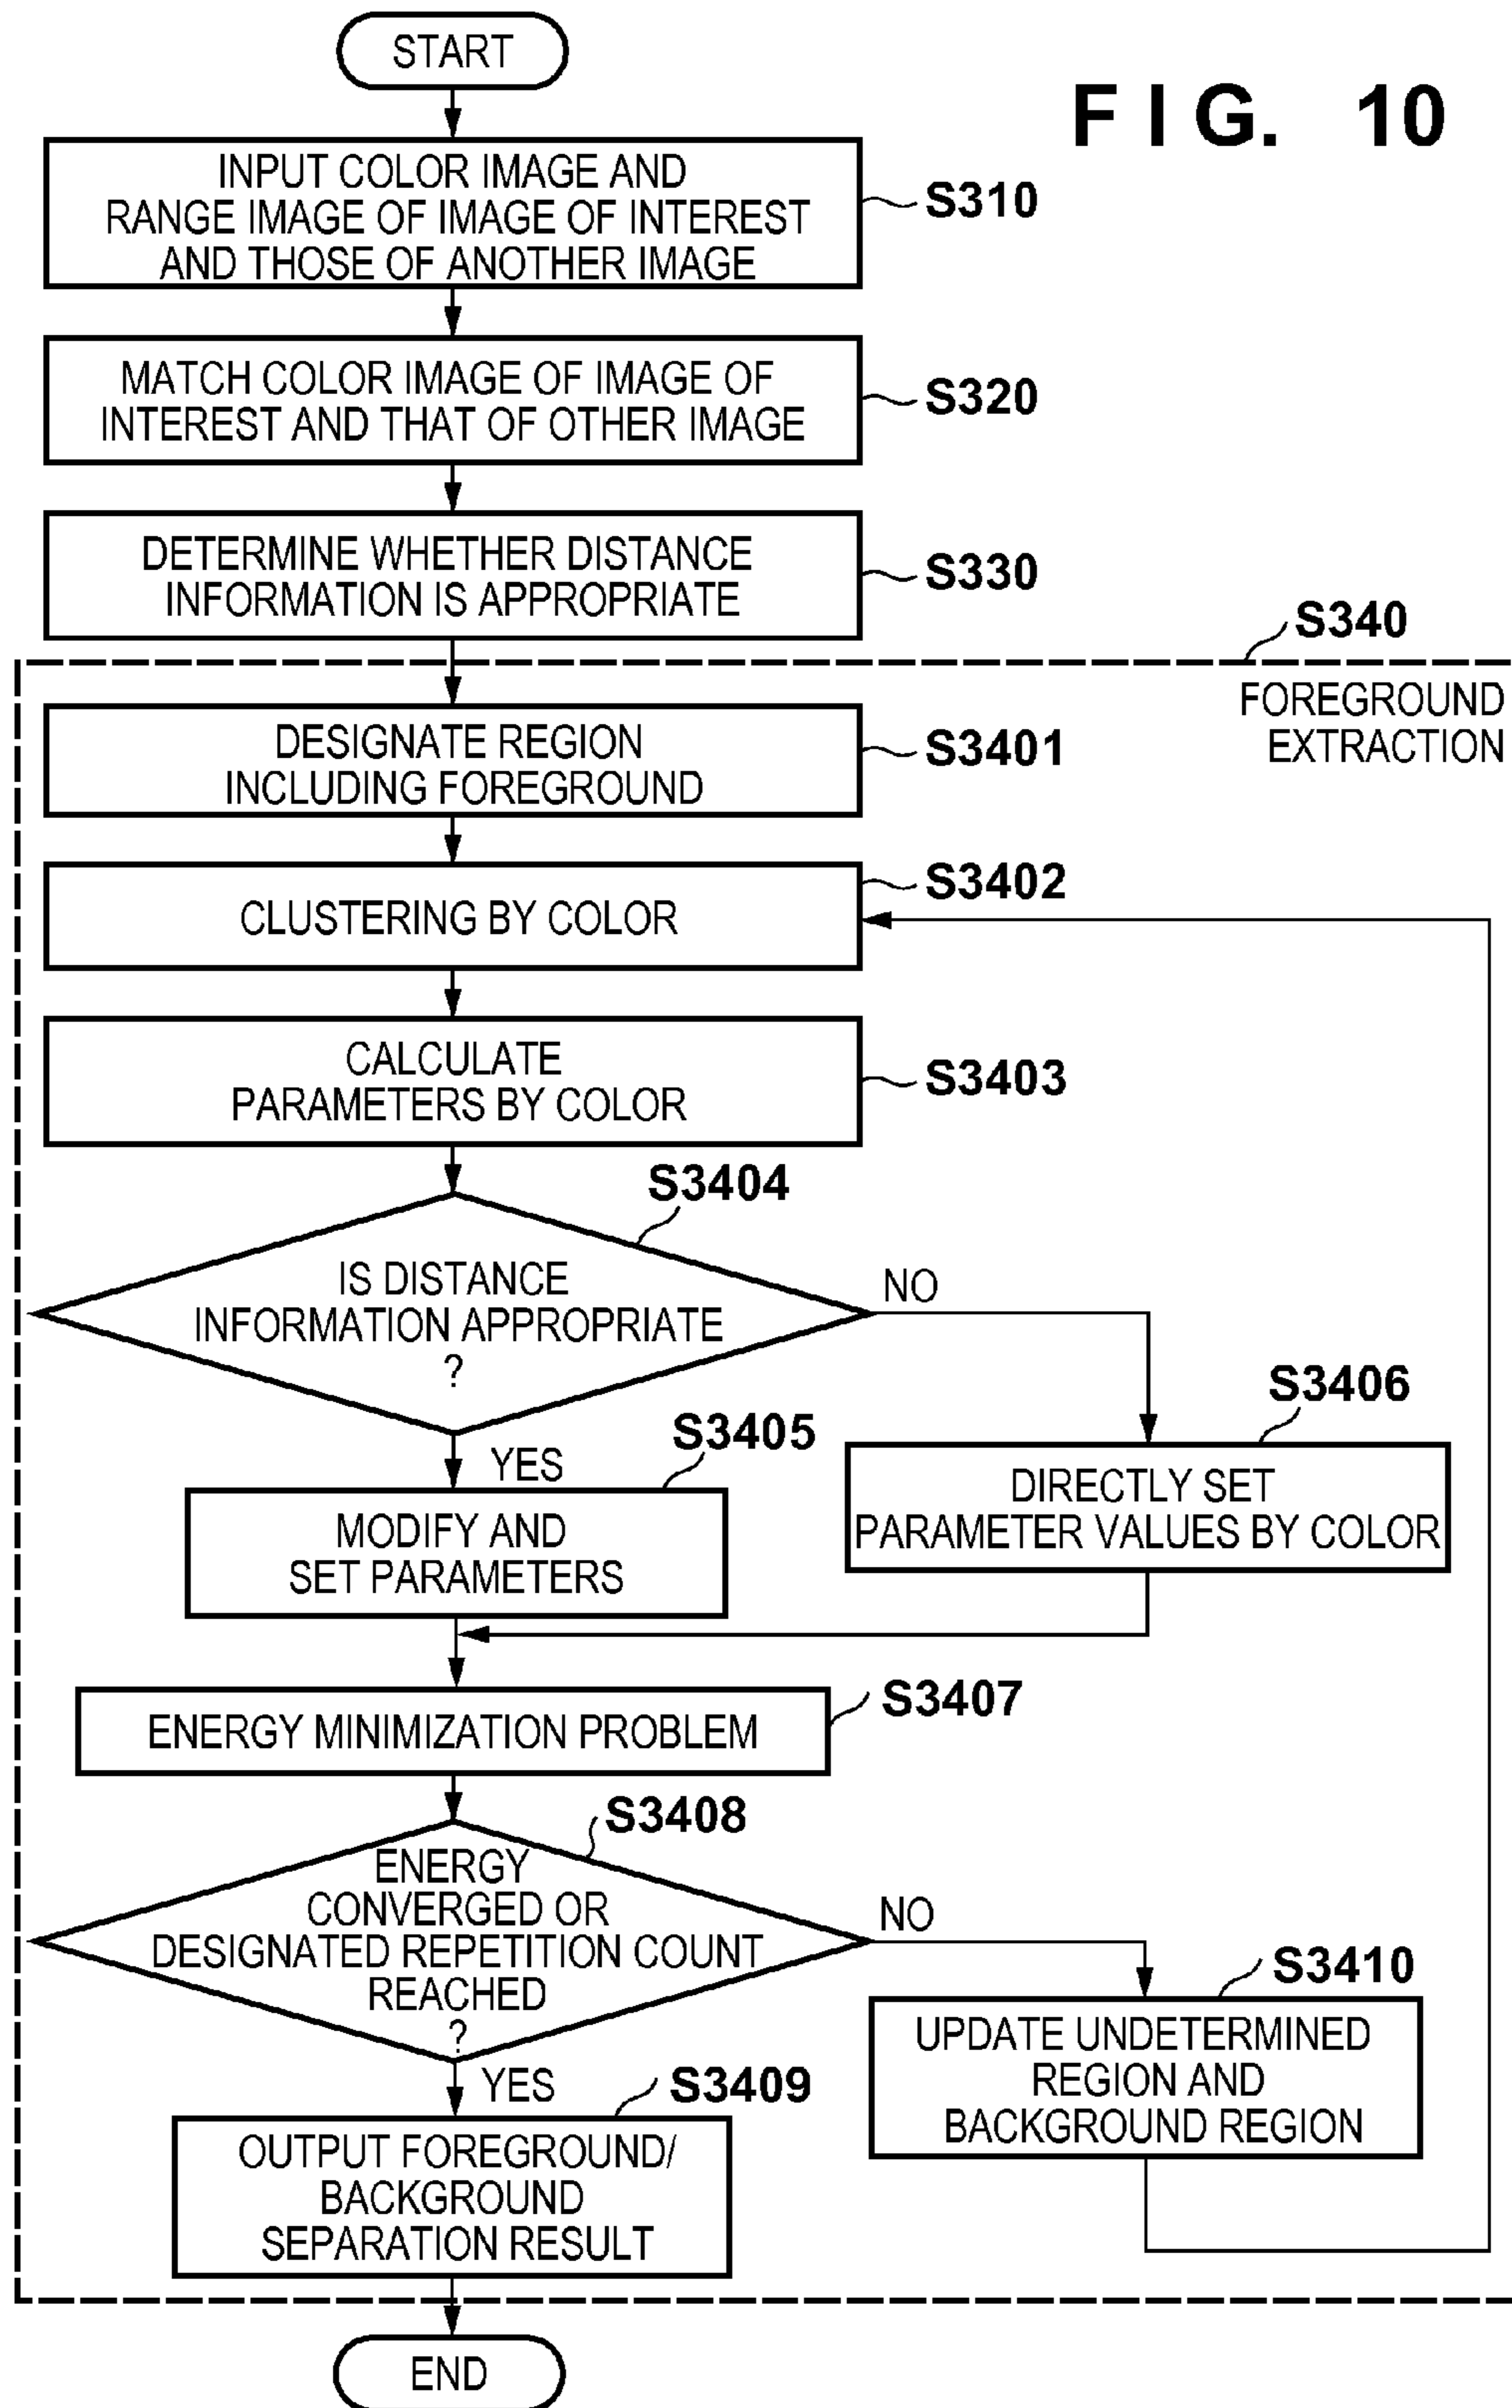 START
FIG. 10
INPUT COLOR IMAGE AND
RANGE IMAGE OF IMAGE OF INTEREST
AND THOSE OF ANOTHER IMAGE
S310
MATCH COLOR IMAGE OF IMAGE OF
INTEREST AND THAT OF OTHER IMAGE
S320
DETERMINE WHETHER DISTANCE
INFORMATION IS APPROPRIATE
S330
S340
FOREGROUND
EXTRACTION
DESIGNATE REGION
INCLUDING FOREGROUND
S3401
CLUSTERING BY COLOR
S3402
CALCULATE
PARAMETERS BY COLOR
S3403
S3404
IS DISTANCE
INFORMATION APPROPRIATE
?
NO
YES
S3405
MODIFY AND
SET PARAMETERS
S3406
DIRECTLY SET
PARAMETER VALUES BY COLOR
ENERGY MINIMIZATION PROBLEM
S3407
S3408
ENERGY
CONVERGED OR
DESIGNATED REPETITION COUNT
REACHED
?
NO
YES
S3410
UPDATE UNDETERMINED
REGION AND
BACKGROUND REGION
S3409
OUTPUT FOREGROUND/
BACKGROUND
SEPARATION RESULT
END